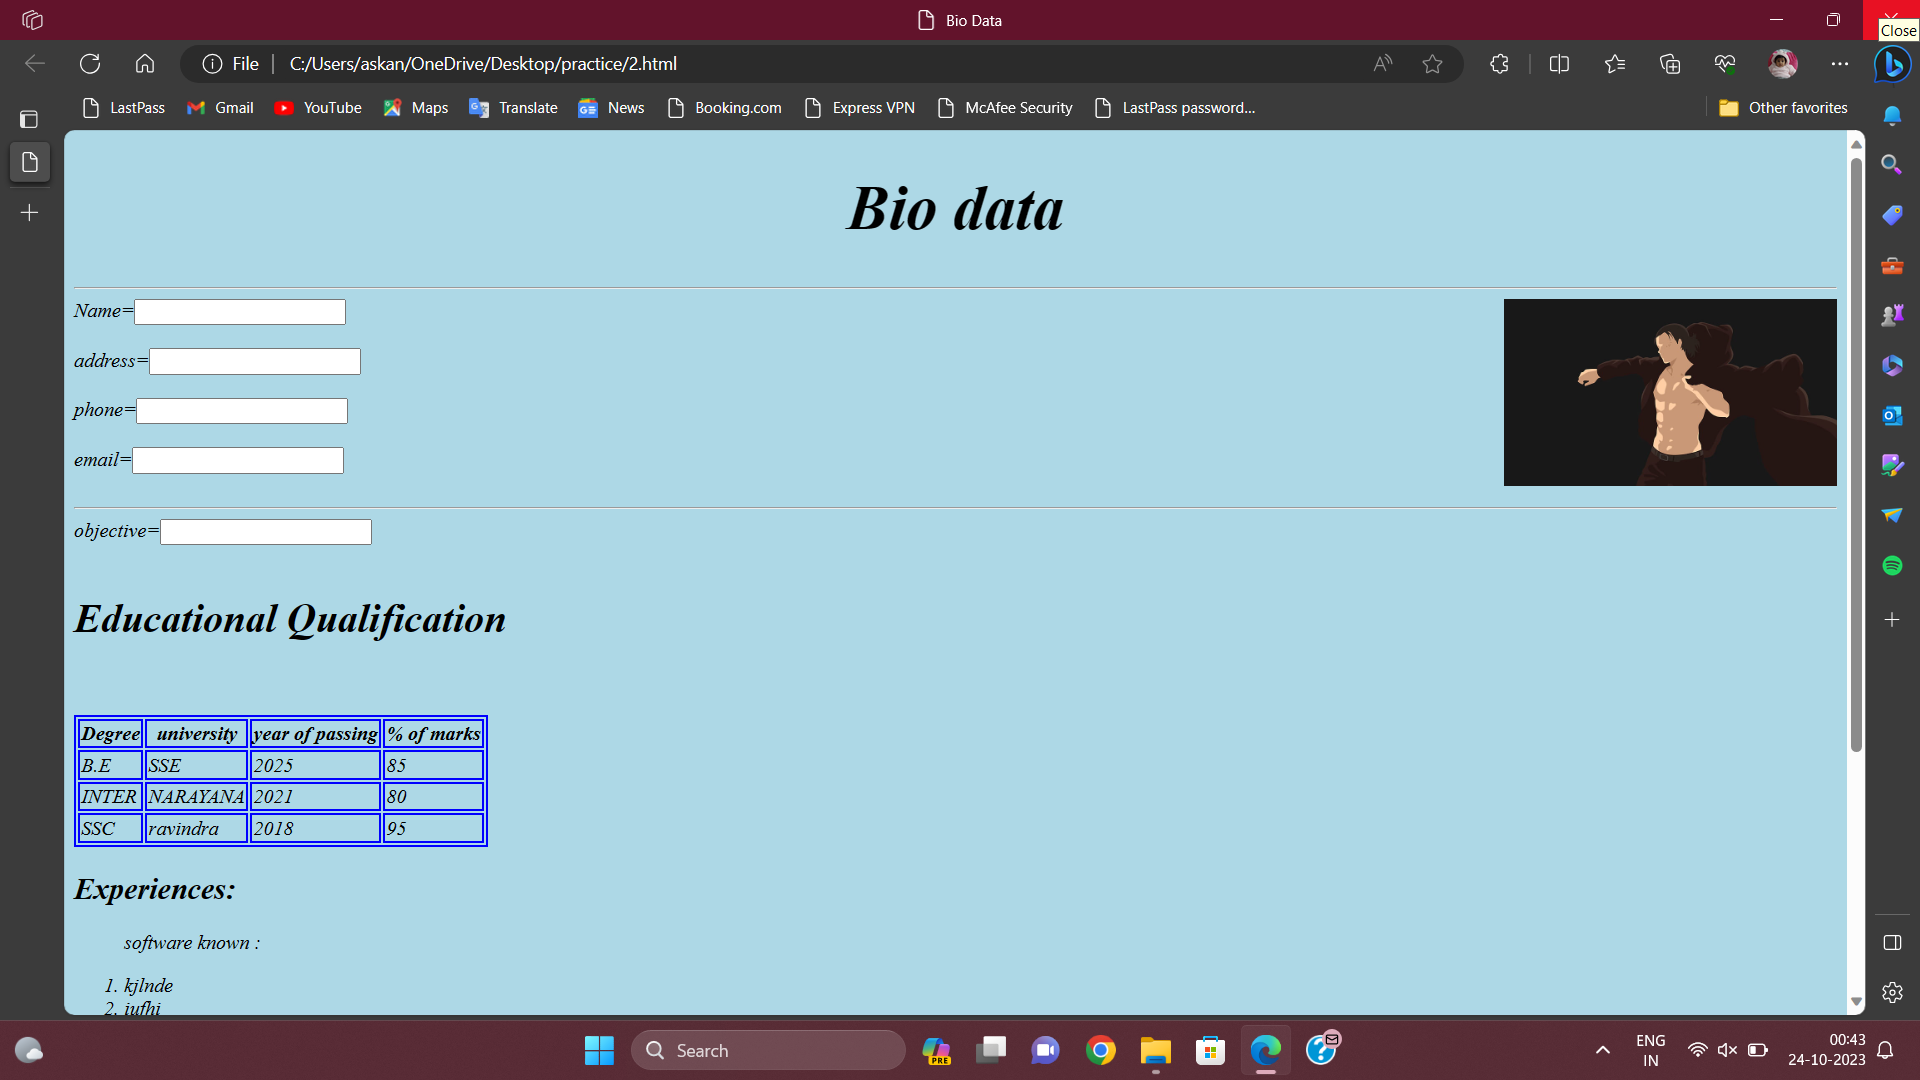 Bio Data
Close
File C:/Users/askan/OneDrive/Desktop/practice/2.html
LastPass Gmail YouTube Maps Translate News Booking.com Express VPN McAfee Security LastPass password... Other favorites
Bio data
Name=
address=
phone=
email=
objective=
Educational Qualification
Degree university year of passing % of marks
B.E SSE 2025 85
INTER NARAYANA 2021 80
SSC ravindra 2018 95
Experiences:
software known :
1. kjlnde
Search
PRE
ENG
IN
00:43
24-10-2023